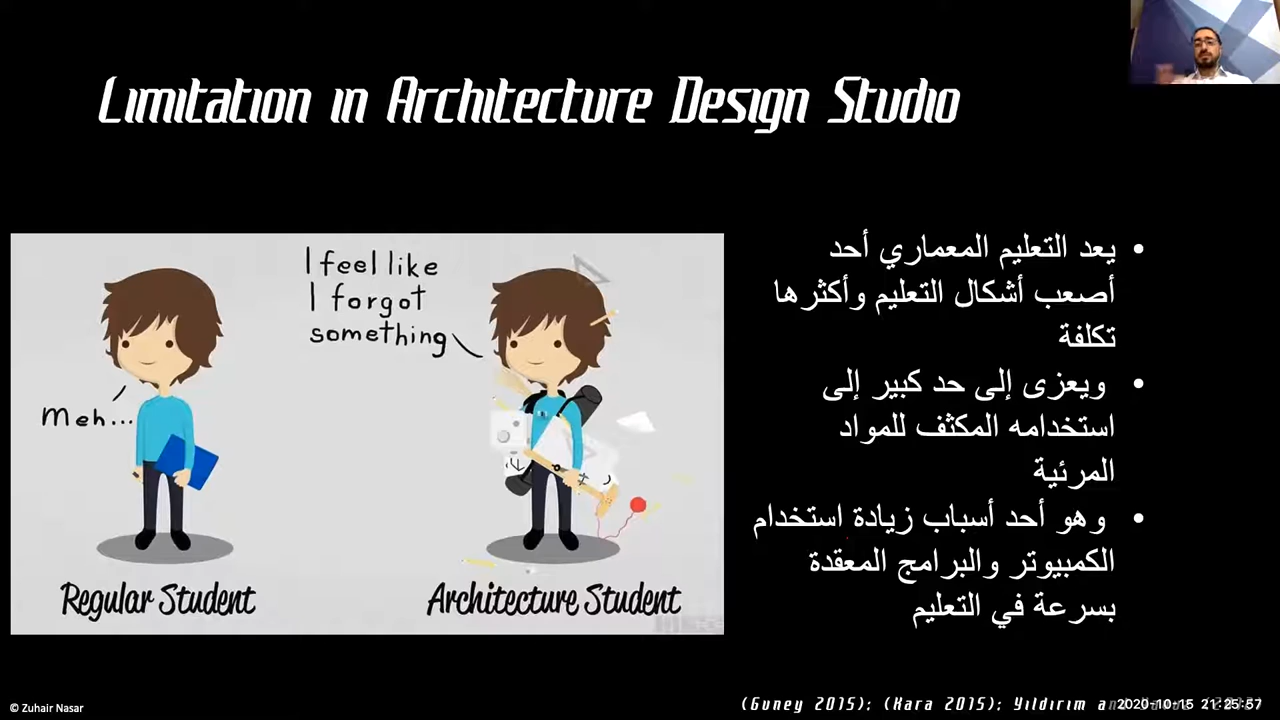 Limitation in Architecture Design Studio
I feel like
I forgot
something
Meh...
Regular Student
Architecture Student
• يعد التعليم المعماري أحد
أصعب أشكال التعليم وأكثرها
تكلفة
• ويعزى إلى حد كبير إلى
استخدامه المكثف للمواد
المرئية
• وهو أحد أسباب زيادة استخدام
الكمبيوتر والبرامج المعقدة
بسرعة في التعليم
© Zuhair Nasar
(Guney 2015); (Kara 2015); Yıldırım
2020-10-15 21:25:57